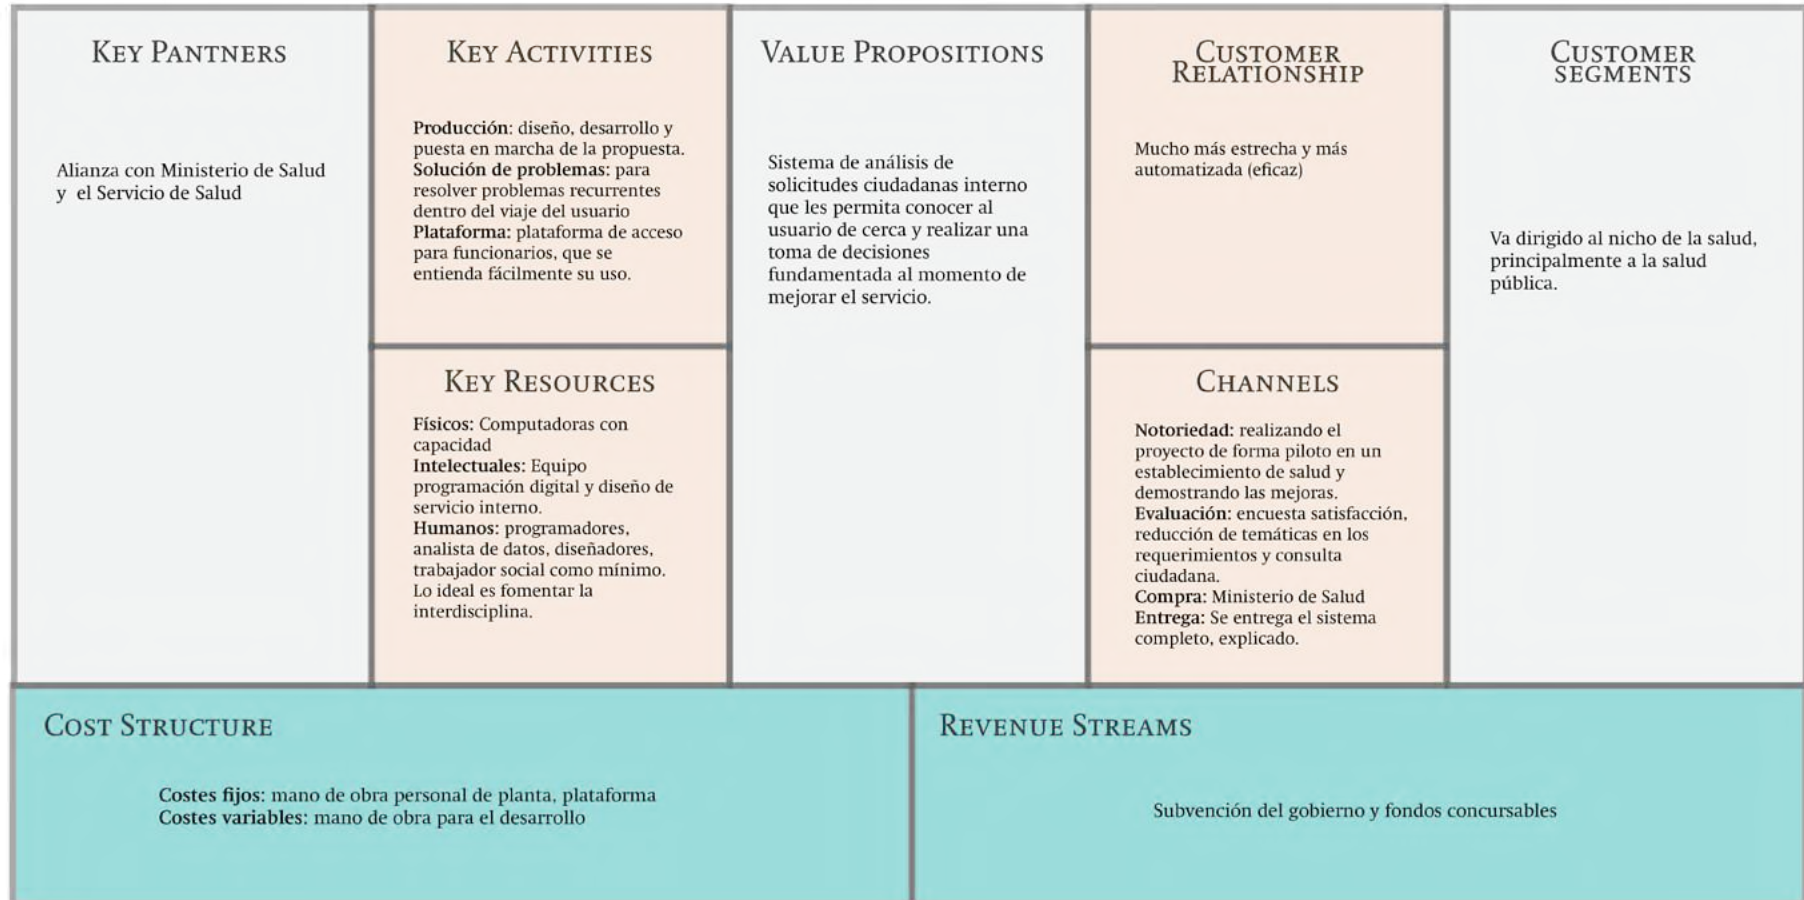 KEY PANTNERS
Alianza con Ministerio de Salud
y el Servicio de Salud
KEY ACTIVITIES
Producción: diseño, desarrollo y
puesta en marcha de la propuesta.
Solución de problemas: para
resolver problemas recurrentes
dentro del viaje del usuario
Plataforma: plataforma de acceso
para funcionarios, que se
entienda fácilmente su uso.
KEY RESOURCES
Físicos: Computadoras con
capacidad
Intelectuales: Equipo
programación digital y diseño de
servicio interno.
Humanos: programadores,
analista de datos, diseñadores,
trabajador social como mínimo.
Lo ideal es fomentar la
interdisciplina.
VALUE PROPOSITIONS
Sistema de análisis de
solicitudes ciudadanas interno
que les permita conocer al
usuario de cerca y realizar una
toma de decisiones
fundamentada al momento de
mejorar el servicio.
CUSTOMER
RELATIONSHIP
Mucho más estrecha y más
automatizada (eficaz)
CHANNELS
Notoriedad: realizando el
proyecto de forma piloto en un
establecimiento de salud y
demostrando las mejoras.
Evaluación: encuesta satisfacción,
reducción de temáticas en los
requerimientos y consulta
ciudadana.
Compra: Ministerio de Salud
Entrega: Se entrega el sistema
completo, explicado.
CUSTOMER
SEGMENTS
Va dirigido al nicho de la salud,
principalmente a la salud
pública.
COST STRUCTURE
Costes fijos: mano de obra personal de planta, plataforma
Costes variables: mano de obra para el desarrollo
REVENUE STREAMS
Subvención del gobierno y fondos concursables